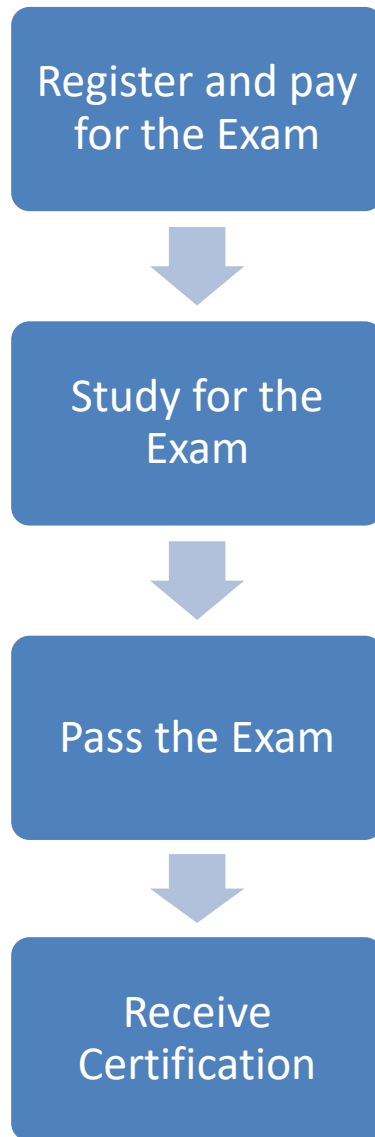 Register and pay
for the Exam
Study for the
Exam
Pass the Exam
Receive
Certification